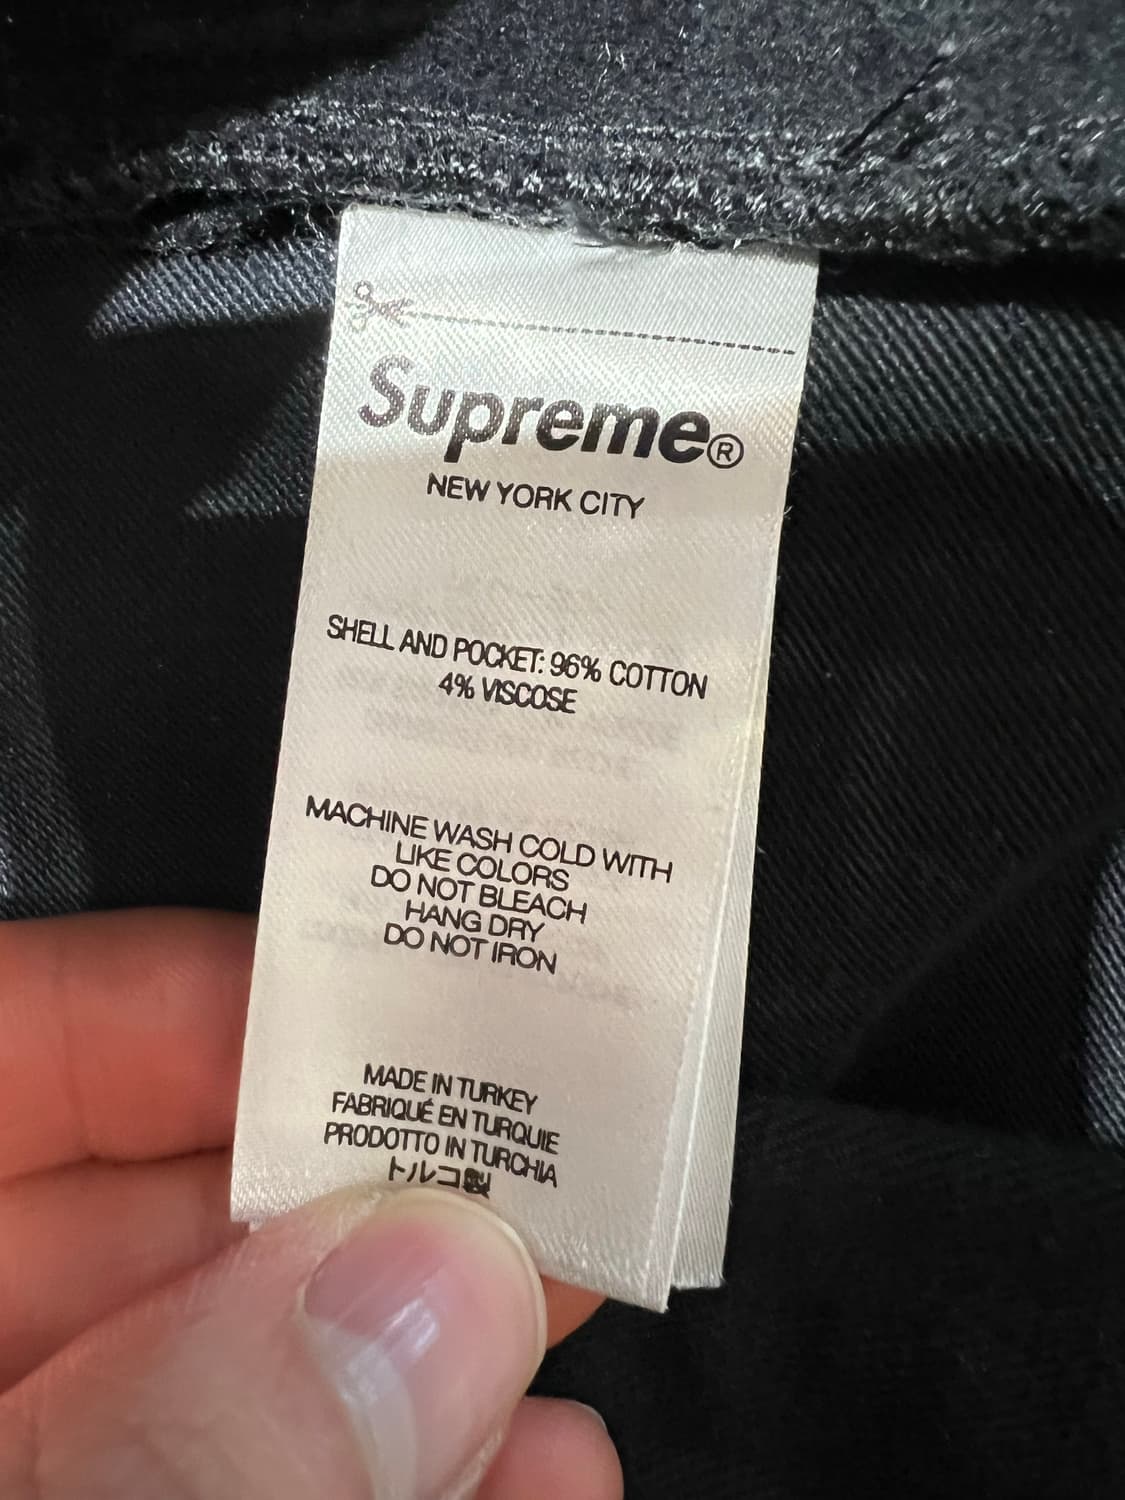 Supreme®
NEW YORK CITY
SHELL AND POCKET: 96% COTTON
4% VISCOSE
MACHINE WASH COLD WITH
LIKE COLORS
DO NOT BLEACH
HANG DRY
DO NOT IRON
MADE IN TURKEY
FABRIQUÉ EN TURQUIE
PRODOTTO IN TURCHIA
トルコ製